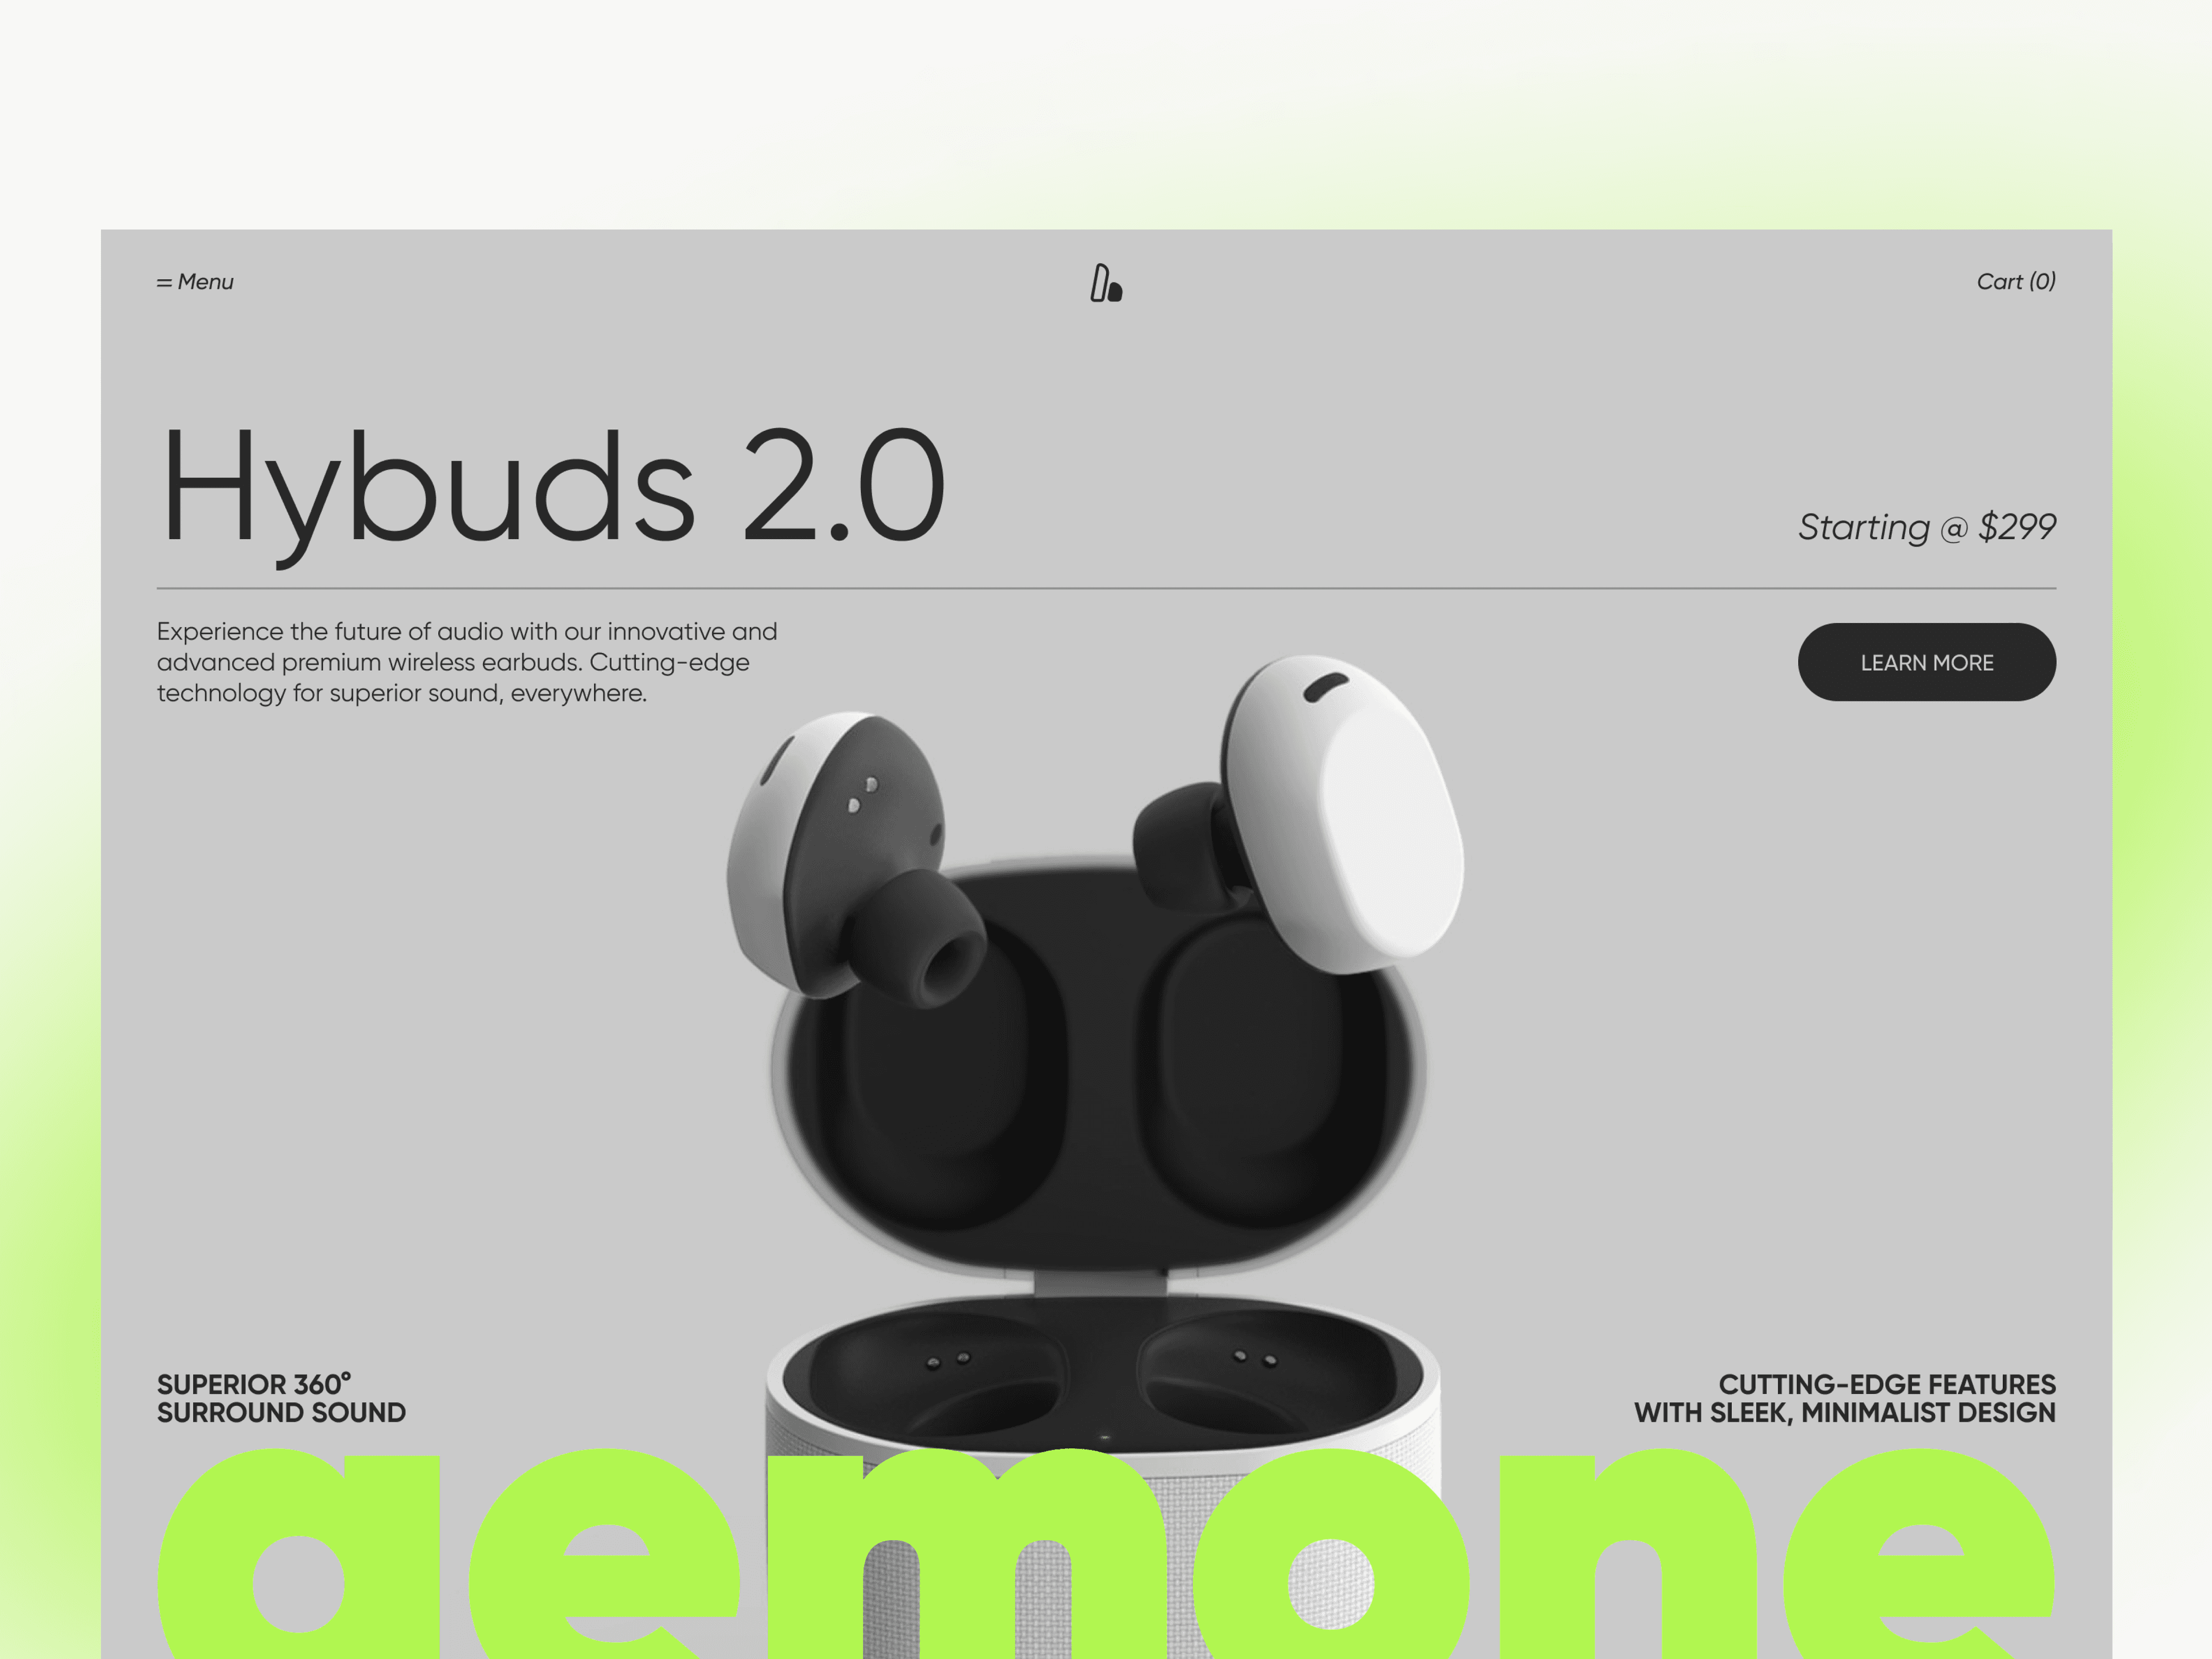 Menu
Cart (0)
Hybuds 2.0
Starting @ $299
Experience the future of audio with our innovative and
advanced premium wireless earbuds. Cutting-edge
technology for superior sound, everywhere.
LEARN MORE
SUPERIOR 360°
SURROUND SOUND
CUTTING-EDGE FEATURES
WITH SLEEK, MINIMALIST DESIGN
aemone